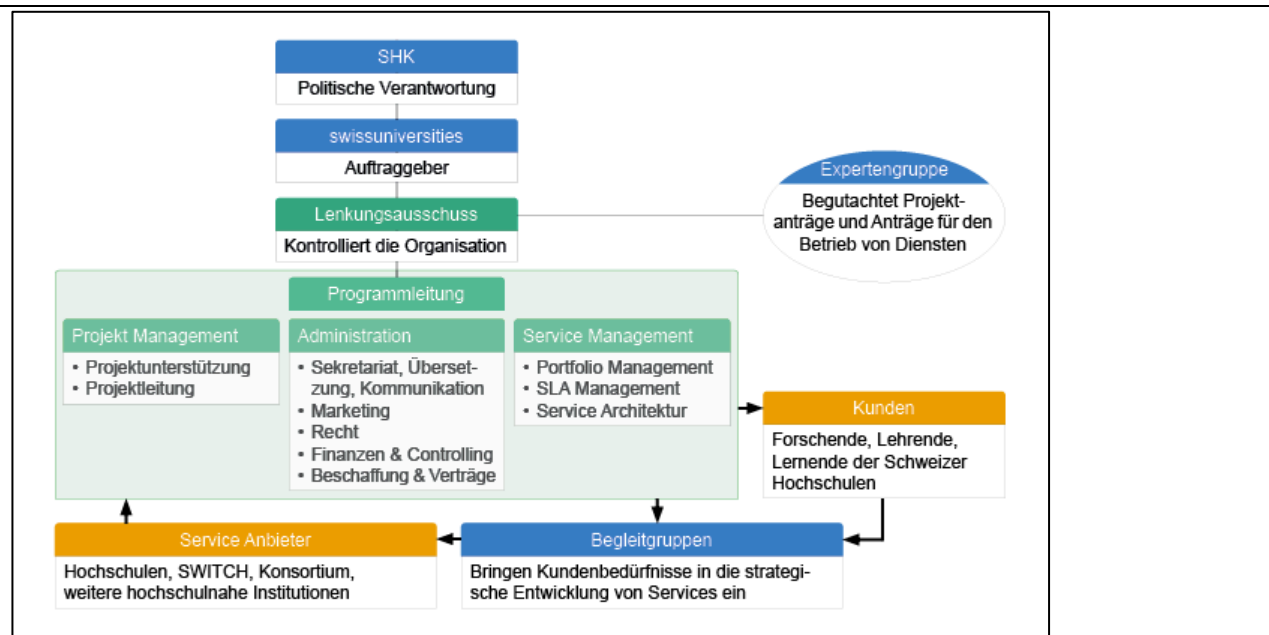 SHK
Politische Verantwortung
swissuniversities
Auftraggeber
Lenkungsausschuss
Kontrolliert die Organisation
Expertengruppe
Begutachtet Projekt-
anträge und Anträge für den
Betrieb von Diensten
Programmleitung
Projekt Management
• Projektunterstützung
• Projektleitung
Administration
• Sekretariat, Überset-
zung, Kommunikation
• Marketing
• Recht
• Finanzen & Controlling
• Beschaffung & Verträge
Service Management
• Portfolio Management
• SLA Management
• Service Architektur
Kunden
Forschende, Lehrende,
Lernende der Schweizer
Hochschulen
Service Anbieter
Hochschulen, SWITCH, Konsortium,
weitere hochschulnahe Institutionen
Begleitgruppen
Bringen Kundenbedürfnisse in die strategi-
sche Entwicklung von Services ein